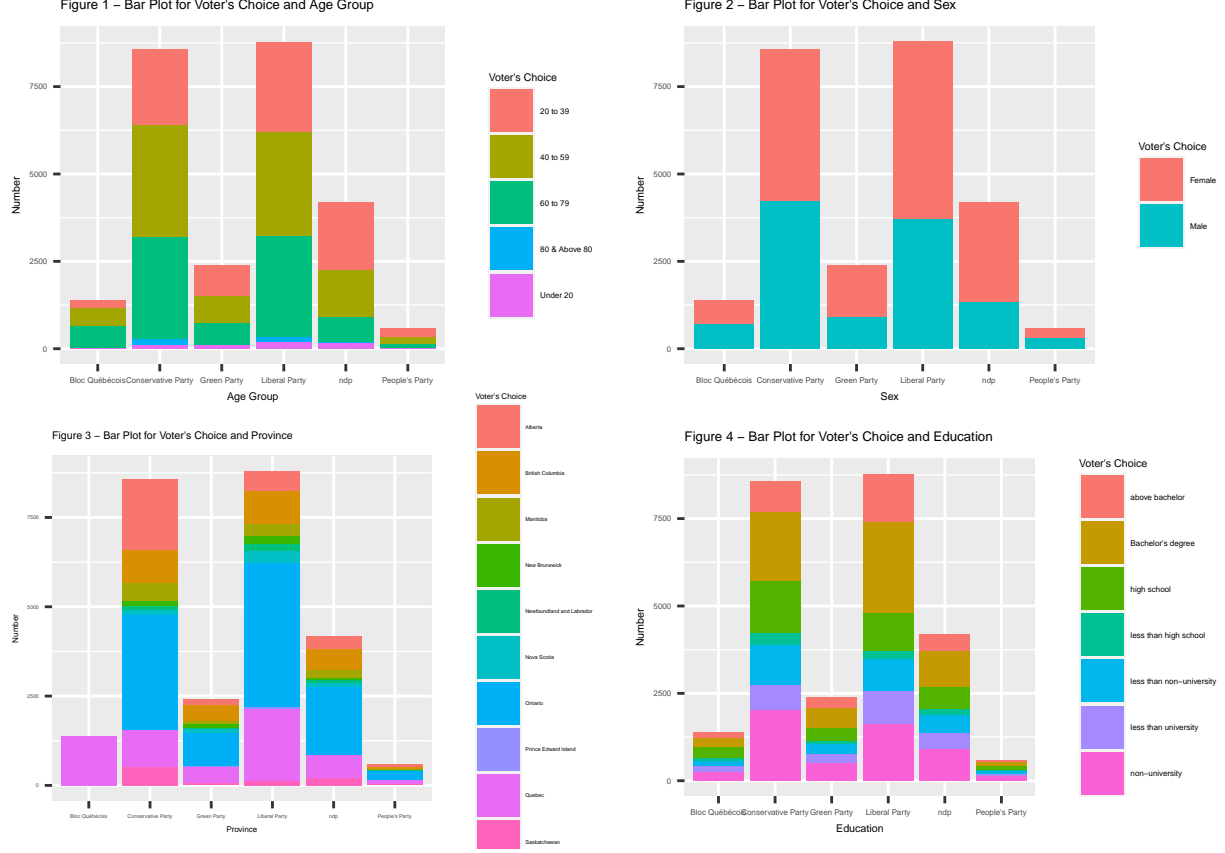 Figure 1 – Bar Plot for Voter's Choice and Age Group
Number
7500
5000
2500
0
Bloc Québécois Conservative Party Green Party Liberal Party ndp People's Party
Age Group
Voter's Choice
20 to 39
40 to 59
60 to 79
80 & Above 80
Under 20
Figure 2 – Bar Plot for Voter's Choice and Sex
Number
7500
5000
2500
0
Bloc Québécois Conservative Party Green Party Liberal Party ndp People's Party
Sex
Voter's Choice
Female
Male
Figure 3 – Bar Plot for Voter's Choice and Province
Number
7500
5000
2500
0
Bloc Québécois Conservative Party Green Party Liberal Party ndp People's Party
Province
Voter's Choice
Alberta
British Columbia
Manitoba
New Brunswick
Newfoundland and Labrador
Nova Scotia
Ontario
Prince Edward Island
Quebec
Saskatchewan
Figure 4 – Bar Plot for Voter's Choice and Education
Number
7500
5000
2500
0
Bloc Québécois Conservative Party Green Party Liberal Party ndp People's Party
Education
Voter's Choice
above bachelor
Bachelor's degree
high school
less than high school
less than non−university
less than university
non−university